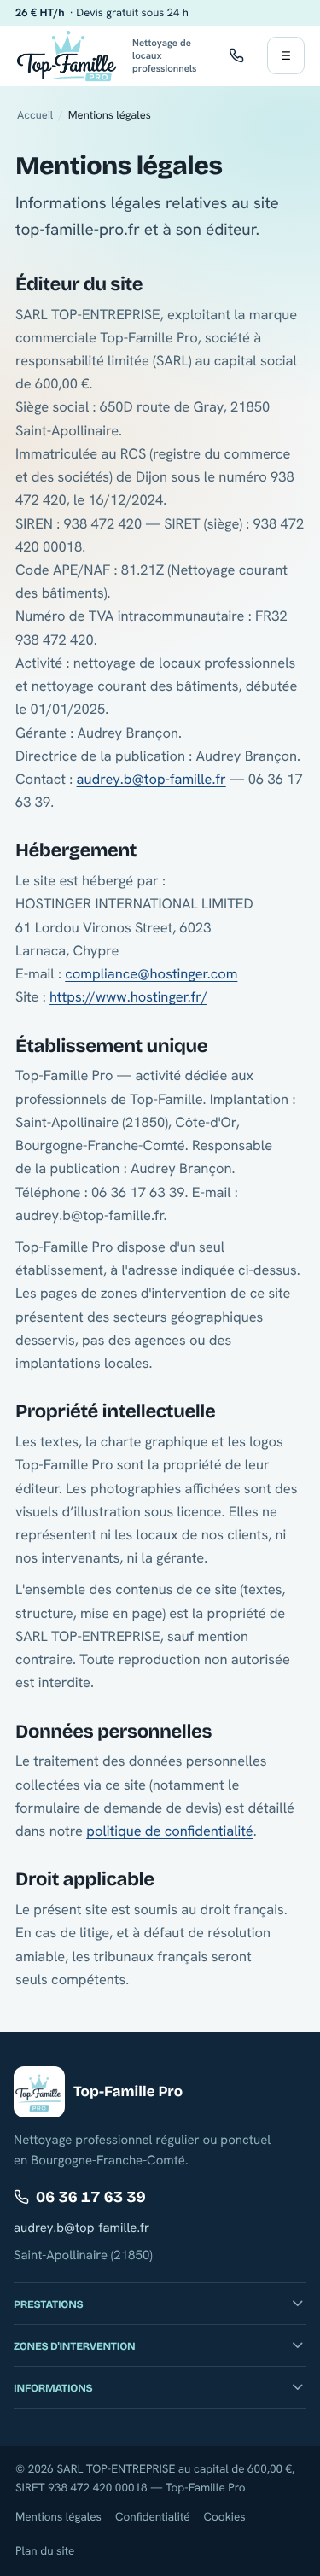 26 € HT/h · Devis gratuit sous 24 h
Top-Famille
PRO
Nettoyage de
locaux
professionnels
Accueil / Mentions légales
Mentions légales
Informations légales relatives au site
top-famille-pro.fr et à son éditeur.
Éditeur du site
SARL TOP-ENTREPRISE, exploitant la marque
commerciale Top-Famille Pro, société à
responsabilité limitée (SARL) au capital social
de 600,00 €.
Siège social : 650D route de Gray, 21850
Saint-Apollinaire.
Immatriculée au RCS (registre du commerce
et des sociétés) de Dijon sous le numéro 938
472 420, le 16/12/2024.
SIREN : 938 472 420 — SIRET (siège) : 938 472
420 00018.
Code APE/NAF : 81.21Z (Nettoyage courant
des bâtiments).
Numéro de TVA intracommunautaire : FR32
938 472 420.
Activité : nettoyage de locaux professionnels
et nettoyage courant des bâtiments, débutée
le 01/01/2025.
Gérante : Audrey Brançon.
Directrice de la publication : Audrey Brançon.
Contact : audrey.b@top-famille.fr — 06 36 17
63 39.
Hébergement
Le site est hébergé par :
HOSTINGER INTERNATIONAL LIMITED
61 Lordou Vironos Street, 6023
Larnaca, Chypre
E-mail : compliance@hostinger.com
Site : https://www.hostinger.fr/
Établissement unique
Top-Famille Pro — activité dédiée aux
professionnels de Top-Famille. Implantation :
Saint-Apollinaire (21850), Côte-d'Or,
Bourgogne-Franche-Comté. Responsable
de la publication : Audrey Brançon.
Téléphone : 06 36 17 63 39. E-mail :
audrey.b@top-famille.fr.
Top-Famille Pro dispose d'un seul
établissement, à l'adresse indiquée ci-dessus.
Les pages de zones d'intervention de ce site
présentent des secteurs géographiques
desservis, pas des agences ou des
implantations locales.
Propriété intellectuelle
Les textes, la charte graphique et les logos
Top-Famille Pro sont la propriété de leur
éditeur. Les photographies affichées sont des
visuels d’illustration sous licence. Elles ne
représentent ni les locaux de nos clients, ni
nos intervenants, ni la gérante.
L'ensemble des contenus de ce site (textes,
structure, mise en page) est la propriété de
SARL TOP-ENTREPRISE, sauf mention
contraire. Toute reproduction non autorisée
est interdite.
Données personnelles
Le traitement des données personnelles
collectées via ce site (notamment le
formulaire de demande de devis) est détaillé
dans notre politique de confidentialité.
Droit applicable
Le présent site est soumis au droit français.
En cas de litige, et à défaut de résolution
amiable, les tribunaux français seront
seuls compétents.
Top-Famille
PRO
Top-Famille Pro
Nettoyage professionnel régulier ou ponctuel
en Bourgogne-Franche-Comté.
06 36 17 63 39
audrey.b@top-famille.fr
Saint-Apollinaire (21850)
PRESTATIONS
ZONES D'INTERVENTION
INFORMATIONS
© 2026 SARL TOP-ENTREPRISE au capital de 600,00 €,
SIRET 938 472 420 00018 — Top-Famille Pro
Mentions légales Confidentialité Cookies
Plan du site